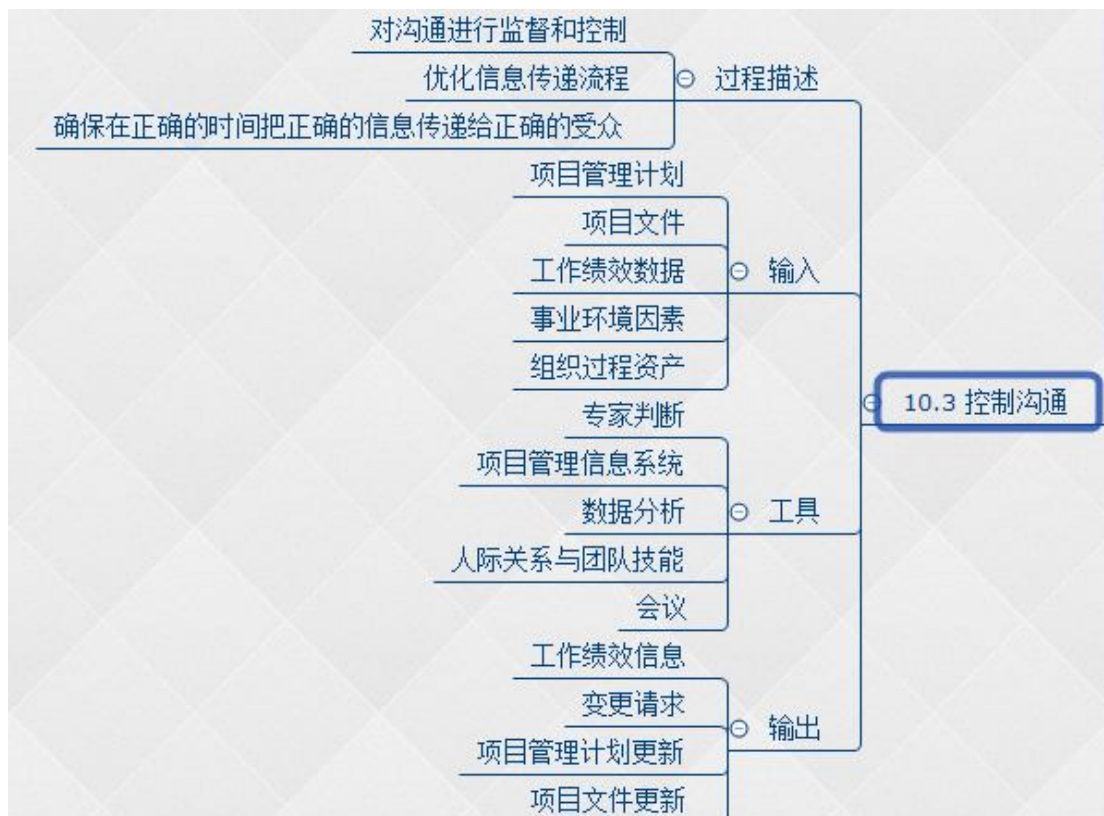 对沟通进行监督和控制
优化信息传递流程
过程描述
确保在正确的时间把正确的信息传递给正确的受众
项目管理计划
项目文件
工作绩效数据
输入
事业环境因素
组织过程资产
10.3 控制沟通
专家判断
项目管理信息系统
数据分析
工具
人际关系与团队技能
会议
工作绩效信息
变更请求
输出
项目管理计划更新
项目文件更新